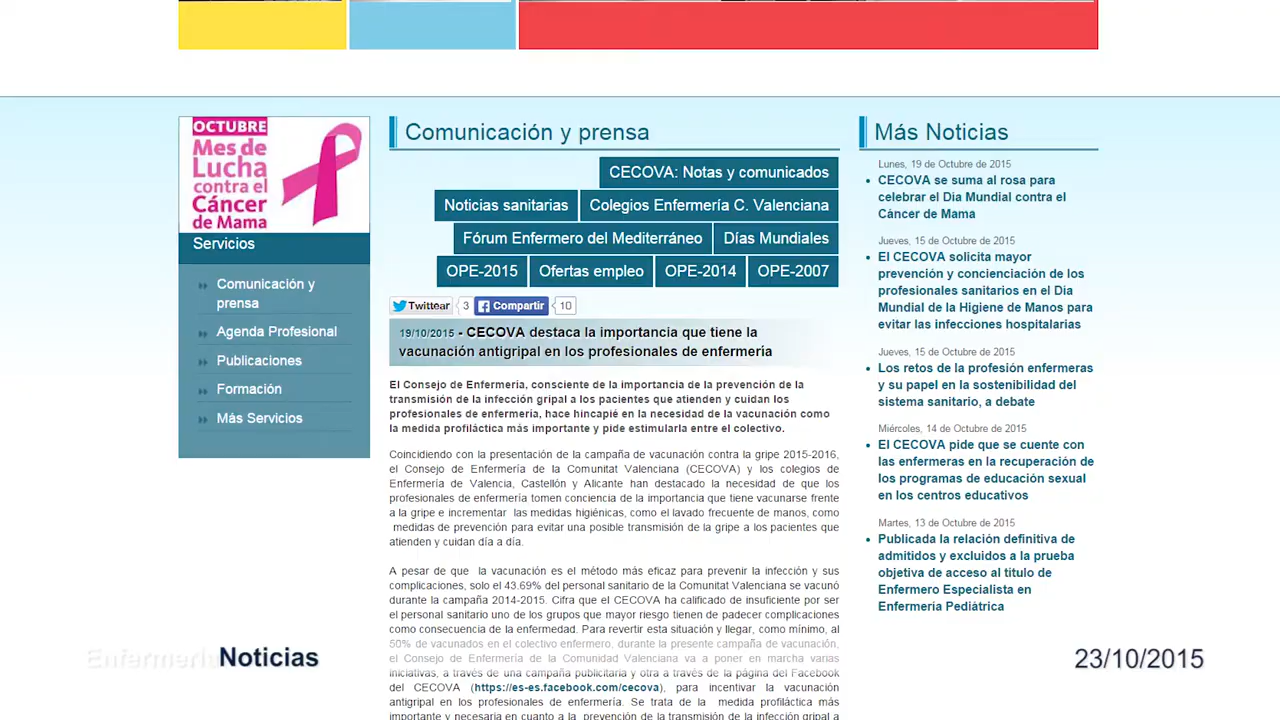 OCTUBRE
Mes de
Lucha
contra el
Cáncer
de Mama
Servicios
Comunicación y
prensa
Agenda Profesional
Publicaciones
Formación
Más Servicios
Comunicación y prensa
CECOVA: Notas y comunicados
Noticias sanitarias
Colegios Enfermería C. Valenciana
Fórum Enfermero del Mediterráneo
Días Mundiales
OPE-2015
Ofertas empleo
OPE-2014
OPE-2007
Twittear 3 Compartir 10
19/10/2015 - CECOVA destaca la importancia que tiene la
vacunación antigripal en los profesionales de enfermería
El Consejo de Enfermería, consciente de la importancia de la prevención de la
transmisión de la infección gripal a los pacientes que atienden y cuidan los
profesionales de enfermería, hace hincapié en la necesidad de la vacunación como
la medida profiláctica más importante y pide estimularla entre el colectivo.
Coincidiendo con la presentación de la campaña de vacunación contra la gripe 2015-2016,
el Consejo de Enfermería de la Comunitat Valenciana (CECOVA) y los colegios de
Enfermería de Valencia, Castellón y Alicante han destacado la necesidad de que los
profesionales de enfermería tomen conciencia de la importancia que tiene vacunarse frente
a la gripe e incrementar las medidas higiénicas, como el lavado frecuente de manos, como
medidas de prevención para evitar una posible transmisión de la gripe a los pacientes que
atienden y cuidan día a día.
A pesar de que la vacunación es el método más eficaz para prevenir la infección y sus
complicaciones, solo el 43.69% del personal sanitario de la Comunitat Valenciana se vacunó
durante la campaña 2014-2015. Cifra que el CECOVA ha calificado de insuficiente por ser
el personal sanitario uno de los grupos que mayor riesgo tienen de padecer complicaciones
como consecuencia de la enfermedad. Para revertir esta situación y llegar, como mínimo, al
50% de vacunados en el colectivo enfermero, durante la presente campaña de vacunación,
el Consejo de Enfermería de la Comunidad Valenciana va a poner en marcha varias
iniciativas, a través de una campaña publicitaria y otra a través de la página del Facebook
del CECOVA (https://es-es.facebook.com/cecova), para incentivar la vacunación
antigripal en los profesionales de enfermería. Se trata de la medida profiláctica más
importante y necesaria en cuanto a la prevención de la transmisión de la infección gripal a
Más Noticias
Lunes, 19 de Octubre de 2015
CECOVA se suma al rosa para
celebrar el Dia Mundial contra el
Cáncer de Mama
Jueves, 15 de Octubre de 2015
El CECOVA solicita mayor
prevención y concienciación de los
profesionales sanitarios en el Dia
Mundial de la Higiene de Manos para
evitar las infecciones hospitalarias
Jueves, 15 de Octubre de 2015
Los retos de la profesión enfermeras
y su papel en la sostenibilidad del
sistema sanitario, a debate
Miércoles, 14 de Octubre de 2015
El CECOVA pide que se cuente con
las enfermeras en la recuperación de
los programas de educación sexual
en los centros educativos
Martes, 13 de Octubre de 2015
Publicada la relación definitiva de
admitidos y excluidos a la prueba
objetiva de acceso al titulo de
Enfermero Especialista en
Enfermería Pediátrica
Noticias
23/10/2015